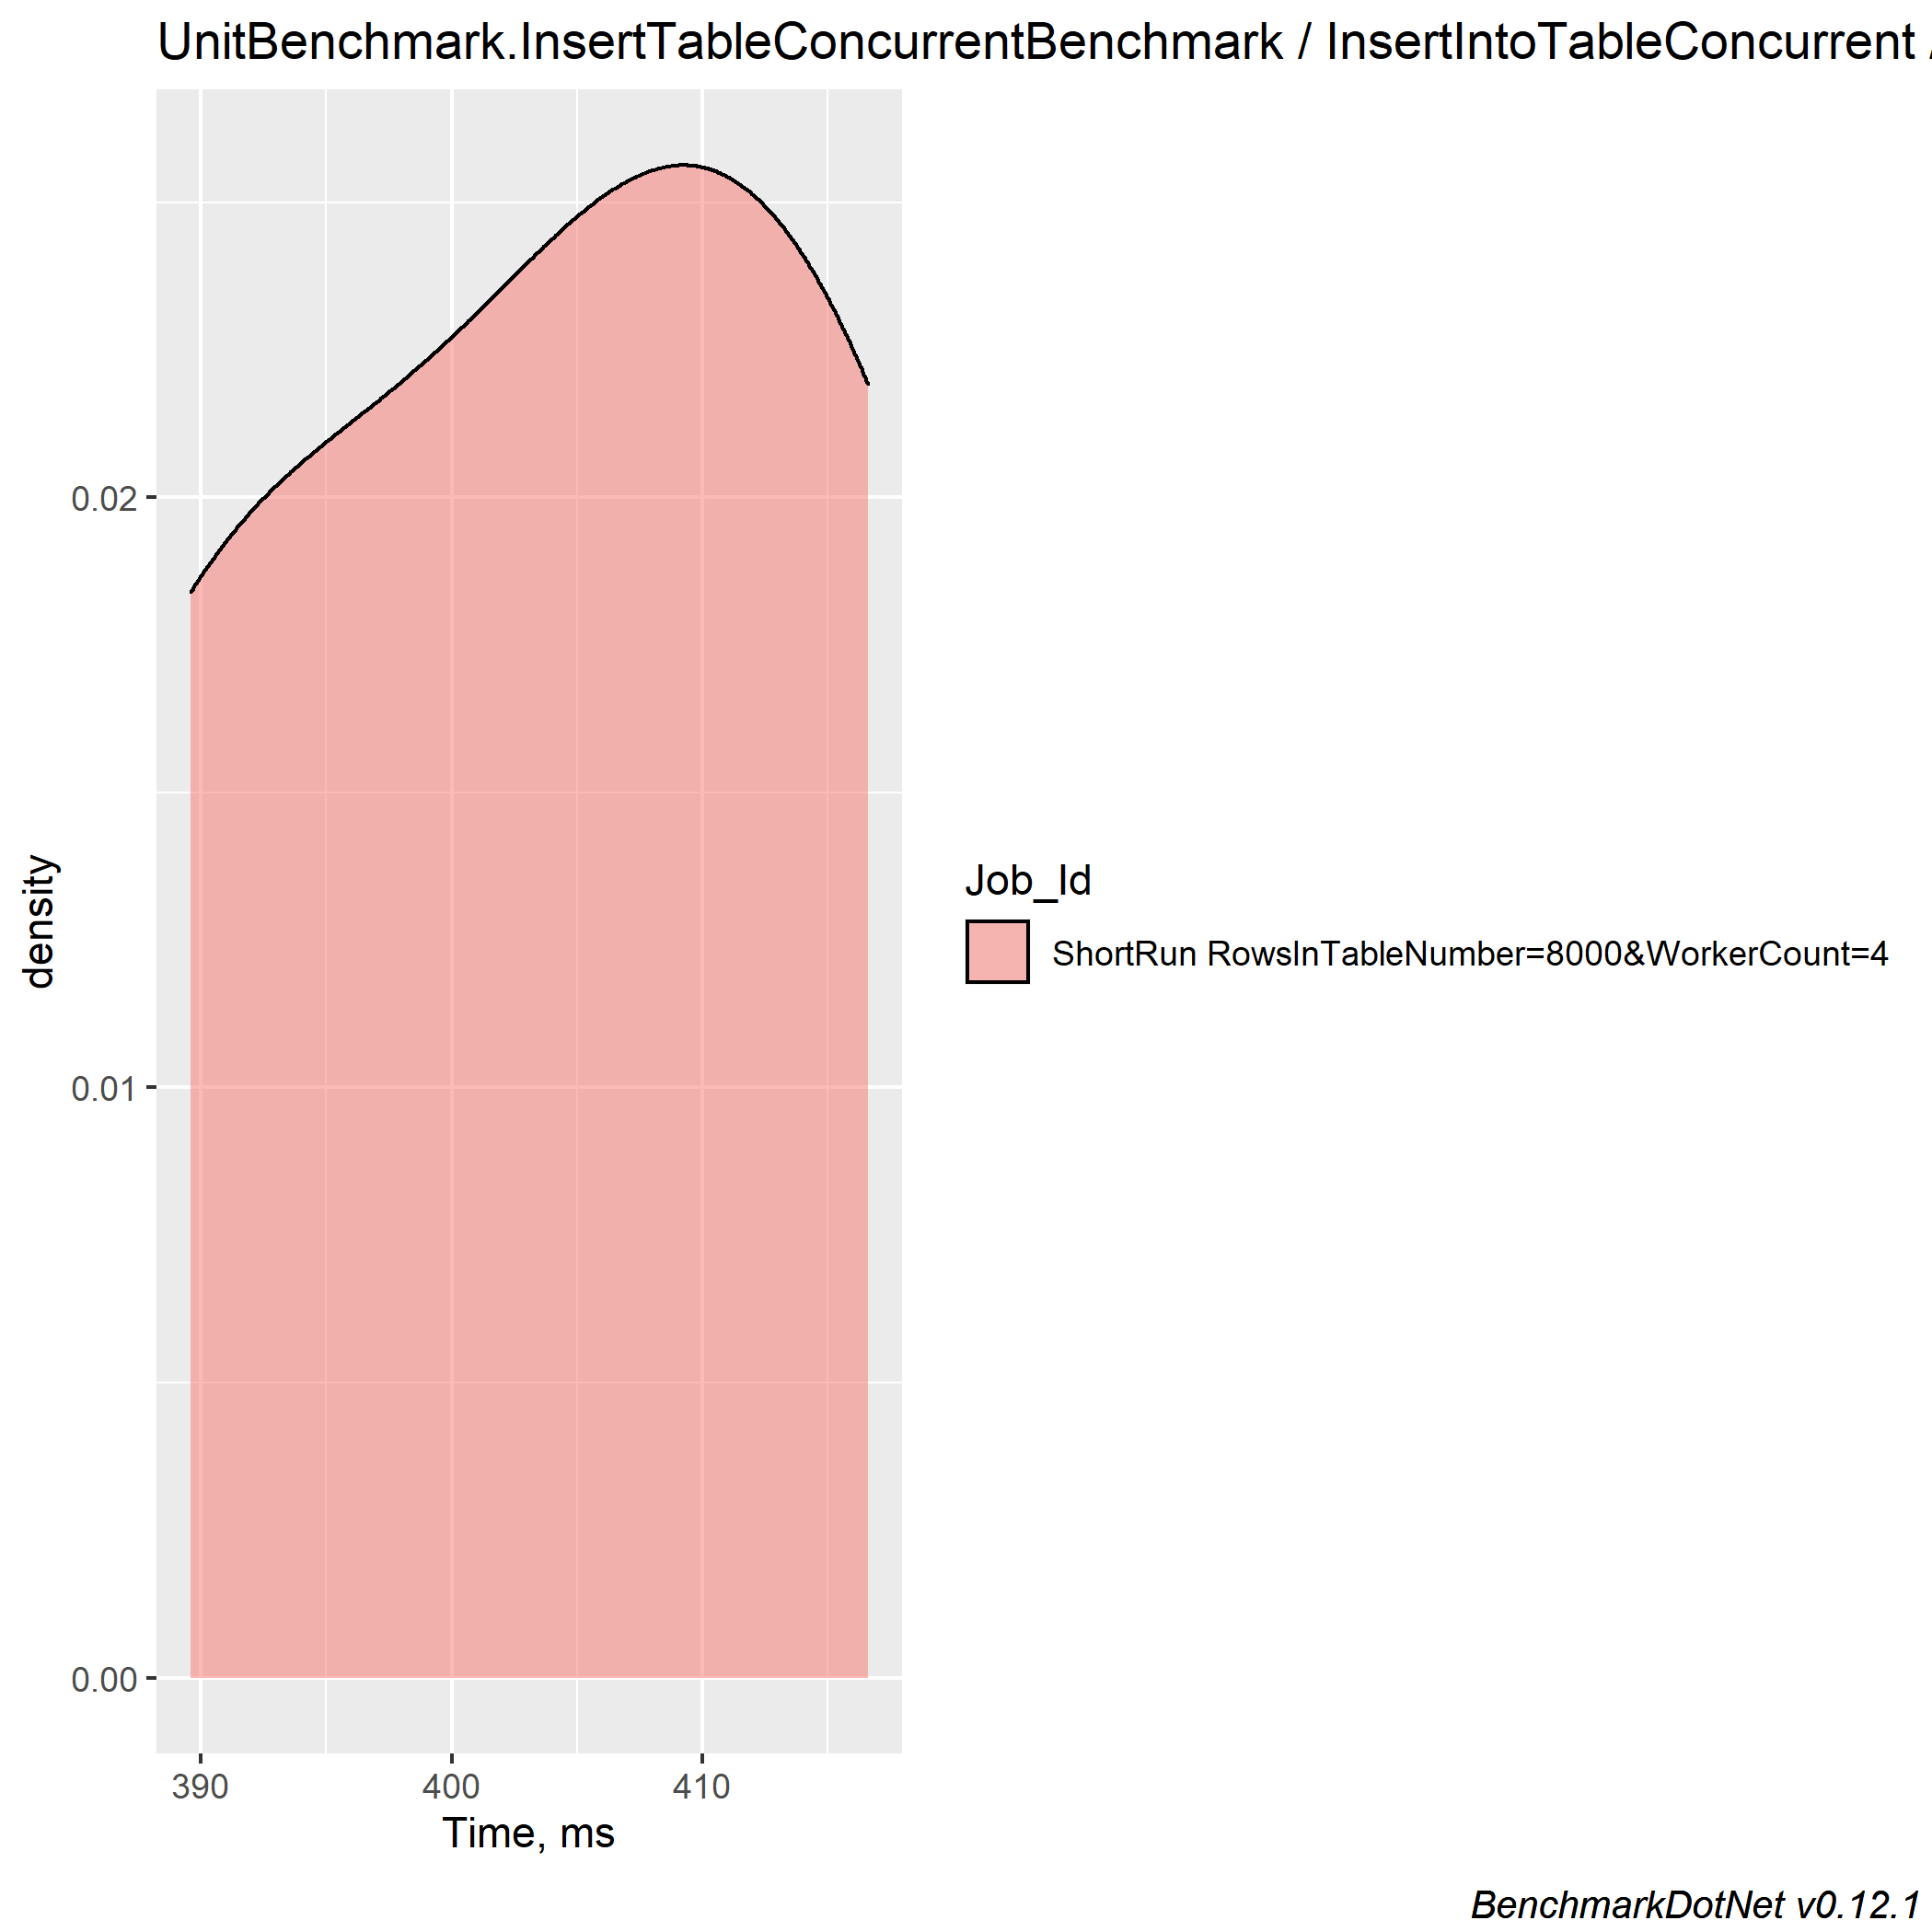 UnitBenchmark.InsertTableConcurrentBenchmark / InsertIntoTableConcurrent /
0.02
0.01
0.00
density
390 400 410
Time, ms
Job_Id
ShortRun RowsInTableNumber=8000&WorkerCount=4
BenchmarkDotNet v0.12.1